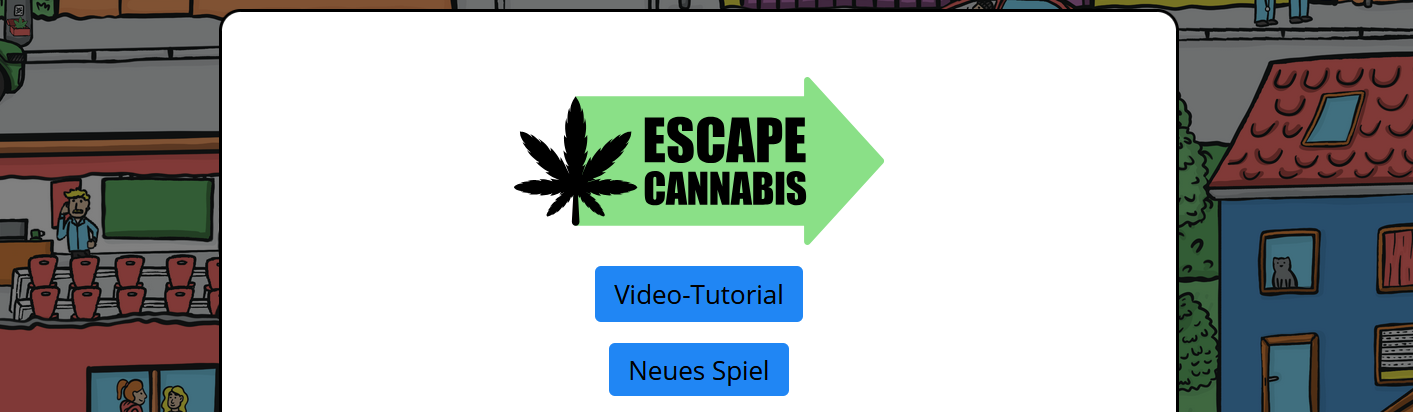 ESCAPE
CANNABIS
Video-Tutorial
Neues Spiel